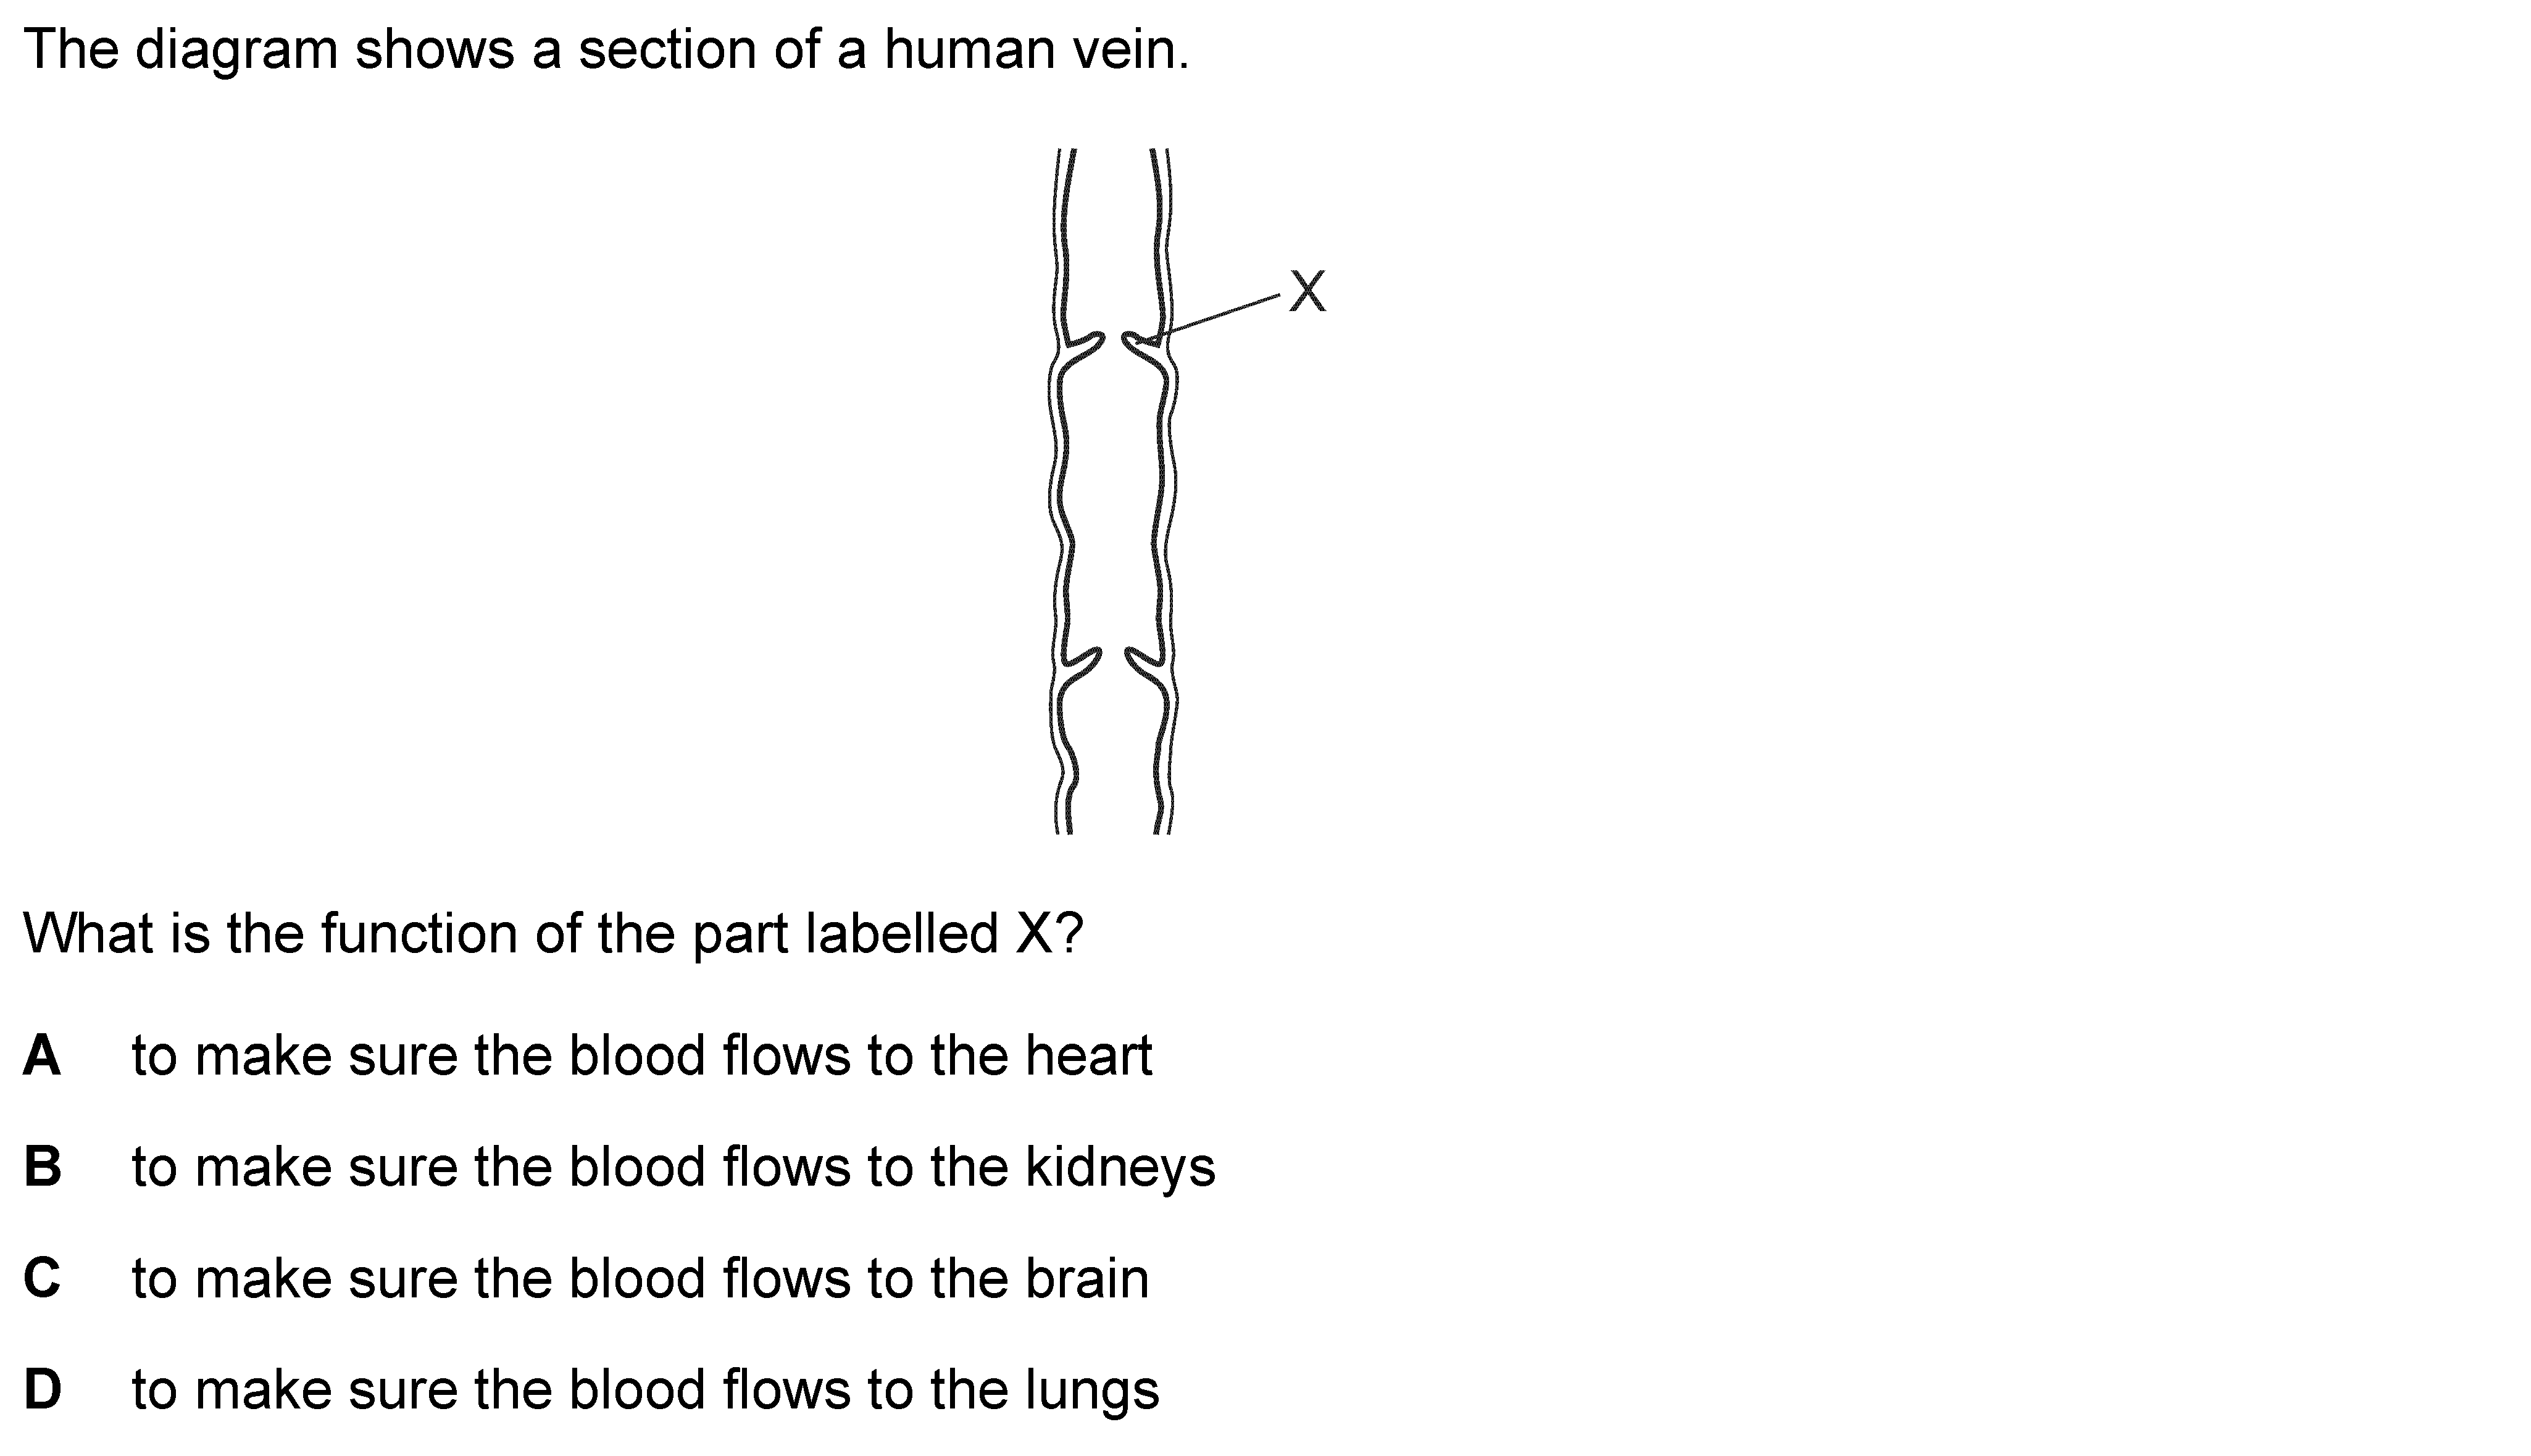 The diagram shows a section of a human vein.
X
What is the function of the part labelled X?
A to make sure the blood flows to the heart
B to make sure the blood flows to the kidneys
C to make sure the blood flows to the brain
D to make sure the blood flows to the lungs